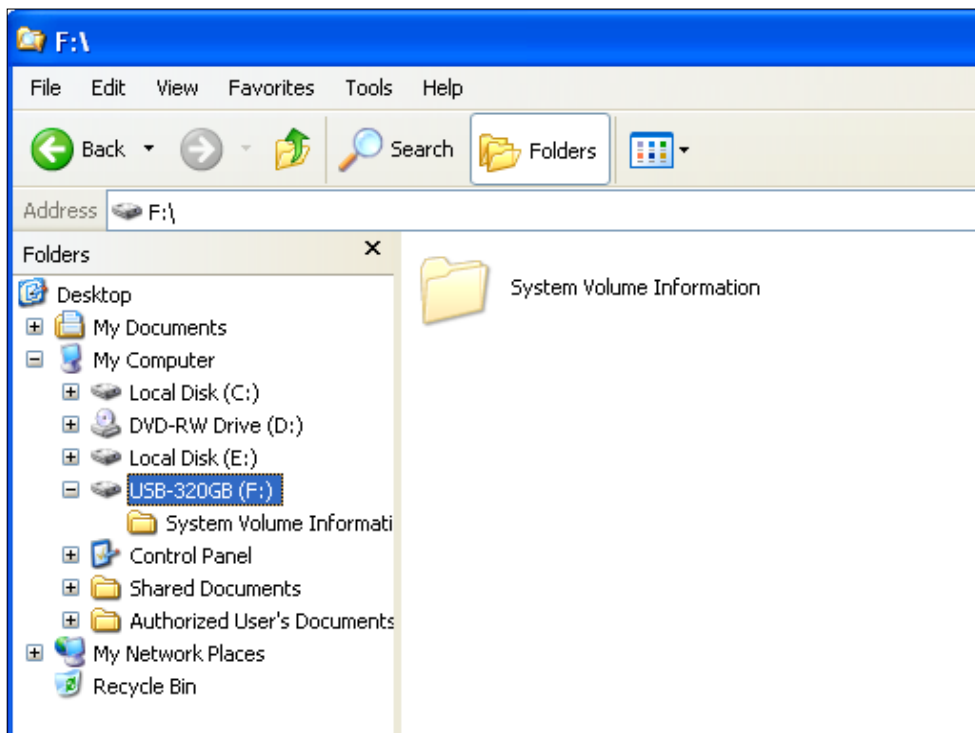 F:\
File Edit View Favorites Tools Help
Back Search Folders
Address F:\
Folders
Desktop
My Documents
My Computer
Local Disk (C:)
DVD-RW Drive (D:)
Local Disk (E:)
USB-320GB (F:)
System Volume Informati
Control Panel
Shared Documents
Authorized User's Documents
My Network Places
Recycle Bin
System Volume Information